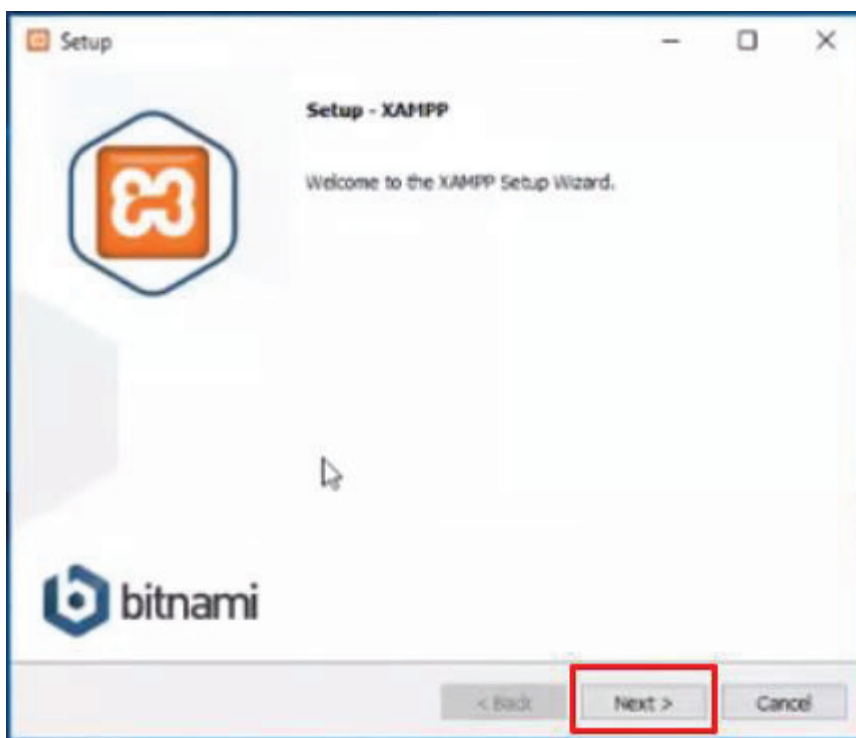 Setup
Setup - XAMPP
Welcome to the XAMPP Setup Wizard.
bitnami
< Back
Next >
Cancel